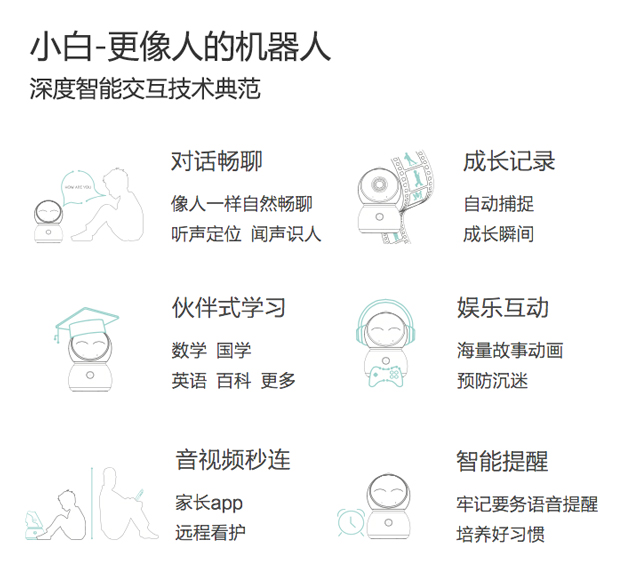 小白-更像人的机器人
深度智能交互技术典范
对话畅聊
像人一样自然畅聊
听声定位 闻声识人
HOW ARE YOU
成长记录
自动捕捉
成长瞬间
伙伴式学习
数学 国学
英语 百科 更多
娱乐互动
海量故事动画
预防沉迷
音视频秒连
家长app
远程看护
智能提醒
牢记要务语音提醒
培养好习惯